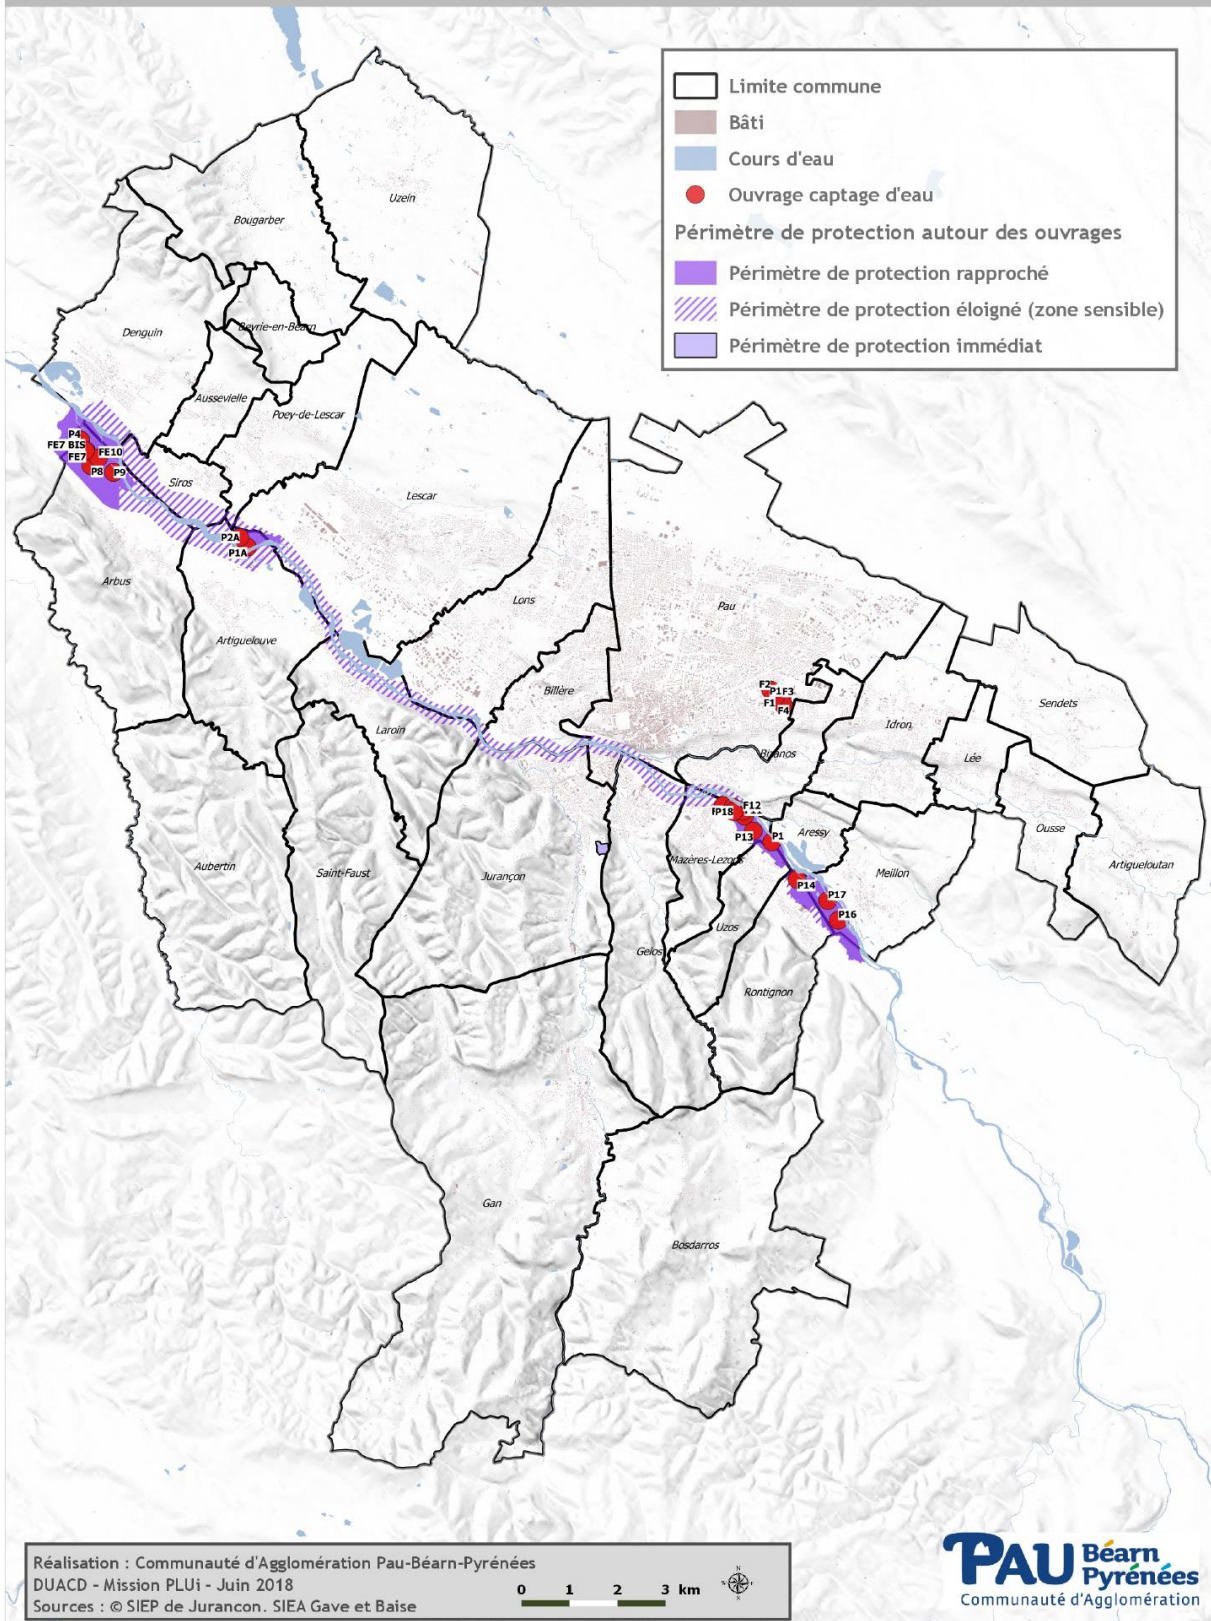 Limite commune
Bâti
Cours d'eau
Ouvrage captage d'eau
Périmètre de protection autour des ouvrages
Périmètre de protection rapproché
Périmètre de protection éloigné (zone sensible)
Périmètre de protection immédiat
Uzein
Bougarber
Denguin
Beyrie-en-Béarn
Aussevielle
Poey-de-Lescar
P4
FE7 BIS
FE10
FE7
P8
P9
Siros
Lescar
P2A
P1A
Arbus
Artiguelouve
Lons
Pau
Billère
F2
P1
F3
F1
F4
Idron
Sendets
Laroin
Bizanos
Lée
F12
P18
P13
P1
Aressy
Ousse
Artigueloutan
Aubertin
Saint-Faust
Jurançon
Mazères-Lezons
Meillon
P14
P17
P16
Uzos
Gelos
Rontignon
Gan
Bosdarros
Réalisation : Communauté d'Agglomération Pau-Béarn-Pyrénées
DUACD - Mission PLUi - Juin 2018
Sources : © SIEP de Jurancon. SIEA Gave et Baise
0 1 2 3 km
PAU Béarn
Pyrénées
Communauté d'Agglomération